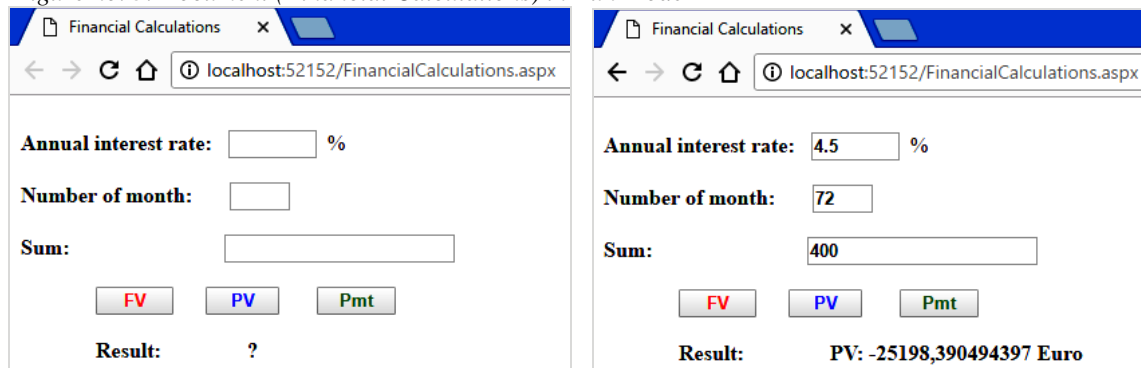 Financial Calculations
localhost:52152/FinancialCalculations.aspx
Annual interest rate: %
Number of month:
Sum:
FV PV Pmt
Result: ?
Financial Calculations
localhost:52152/FinancialCalculations.aspx
Annual interest rate: 4.5 %
Number of month: 72
Sum: 400
FV PV Pmt
Result: PV: -25198,390494397 Euro